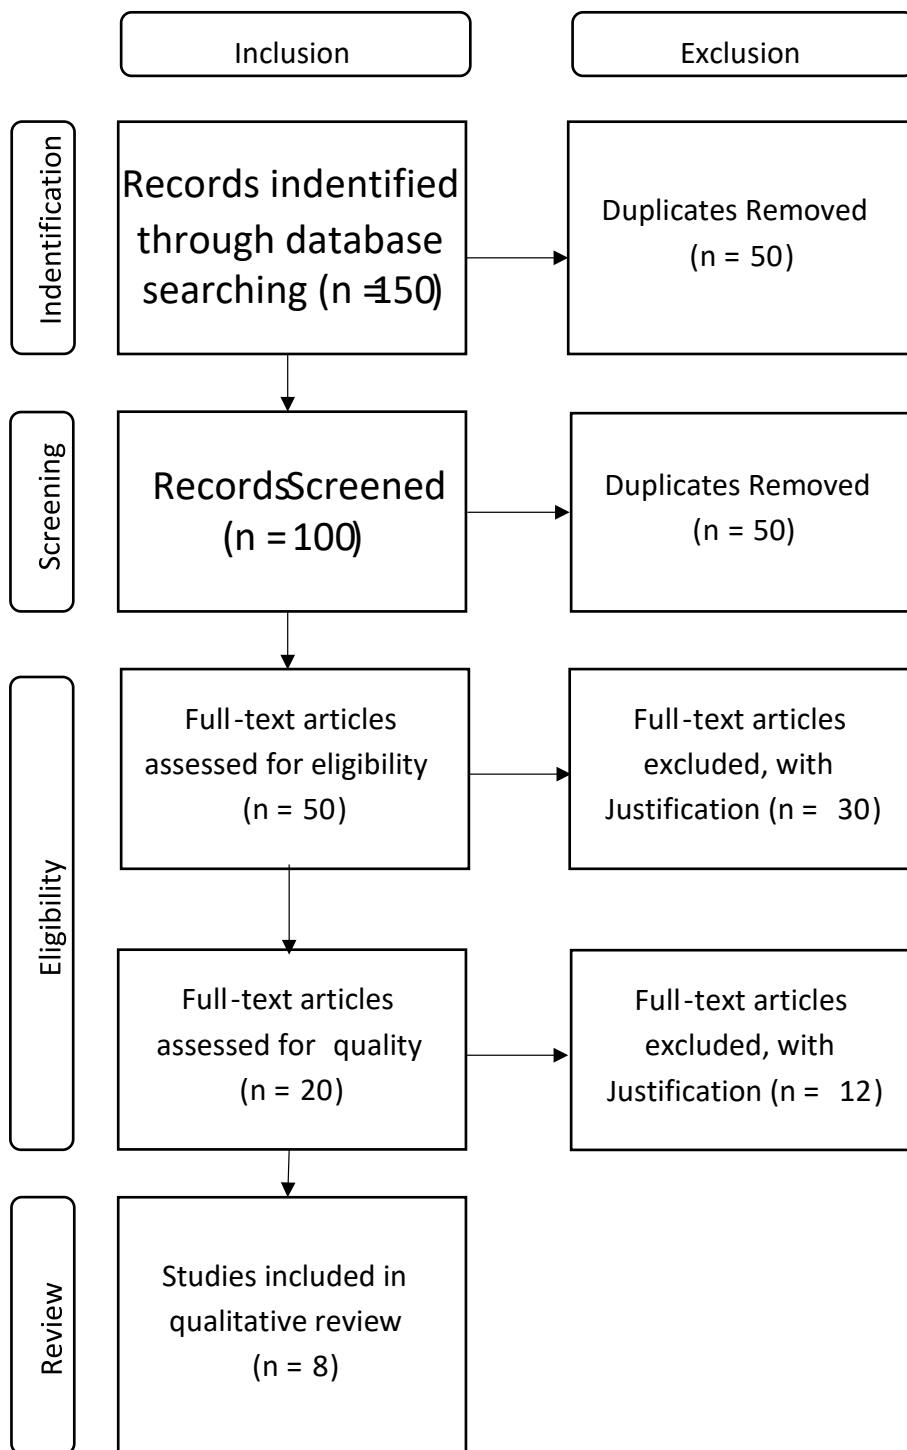 Inclusion
Exclusion
Indentification
Records indentified
through database
searching (n =150)
Duplicates Removed
(n = 50)
Screening
Records Screened
(n = 100)
Duplicates Removed
(n = 50)
Eligibility
Full-text articles
assessed for eligibility
(n = 50)
Full-text articles
excluded, with
Justification (n = 30)
Full-text articles
assessed for quality
(n = 20)
Full-text articles
excluded, with
Justification (n = 12)
Review
Studies included in
qualitative review
(n = 8)